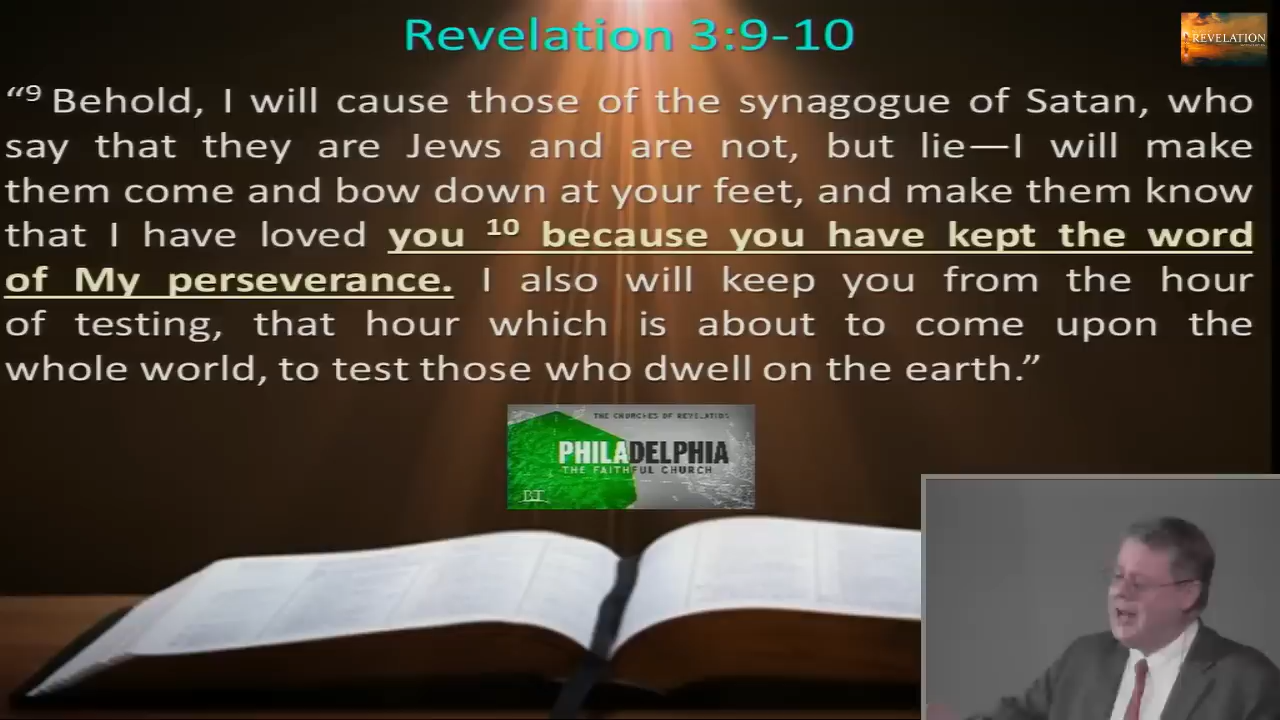 Revelation 3:9-10
REVELATION
“9 Behold, I will cause those of the synagogue of Satan, who
say that they are Jews and are not, but lie—I will make
them come and bow down at your feet, and make them know
that I have loved you 10 because you have kept the word
of My perseverance. I also will keep you from the hour
of testing, that hour which is about to come upon the
whole world, to test those who dwell on the earth.”
THE CHURCHES OF REVELATION
PHILADELPHIA
THE FAITHFUL CHURCH
BT